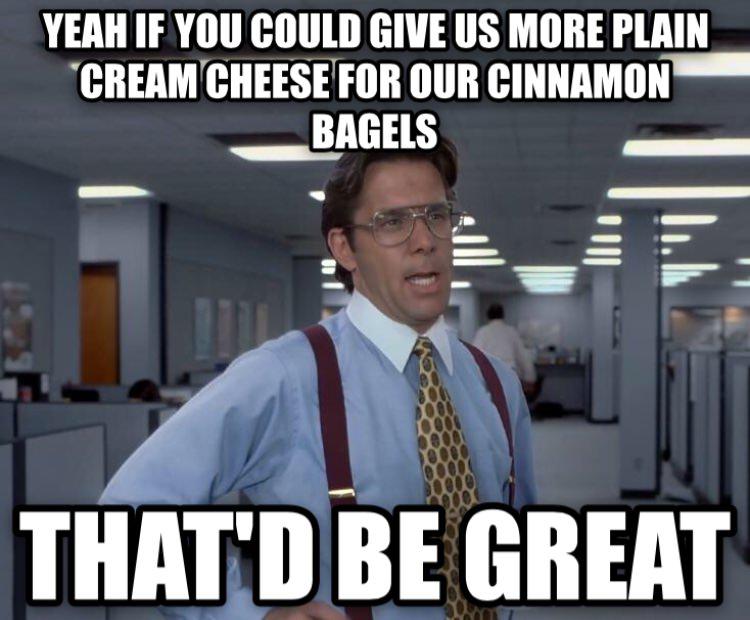 YEAH IF YOU COULD GIVE US MORE PLAIN
CREAM CHEESE FOR OUR CINNAMON
BAGELS
THAT'D BE GREAT